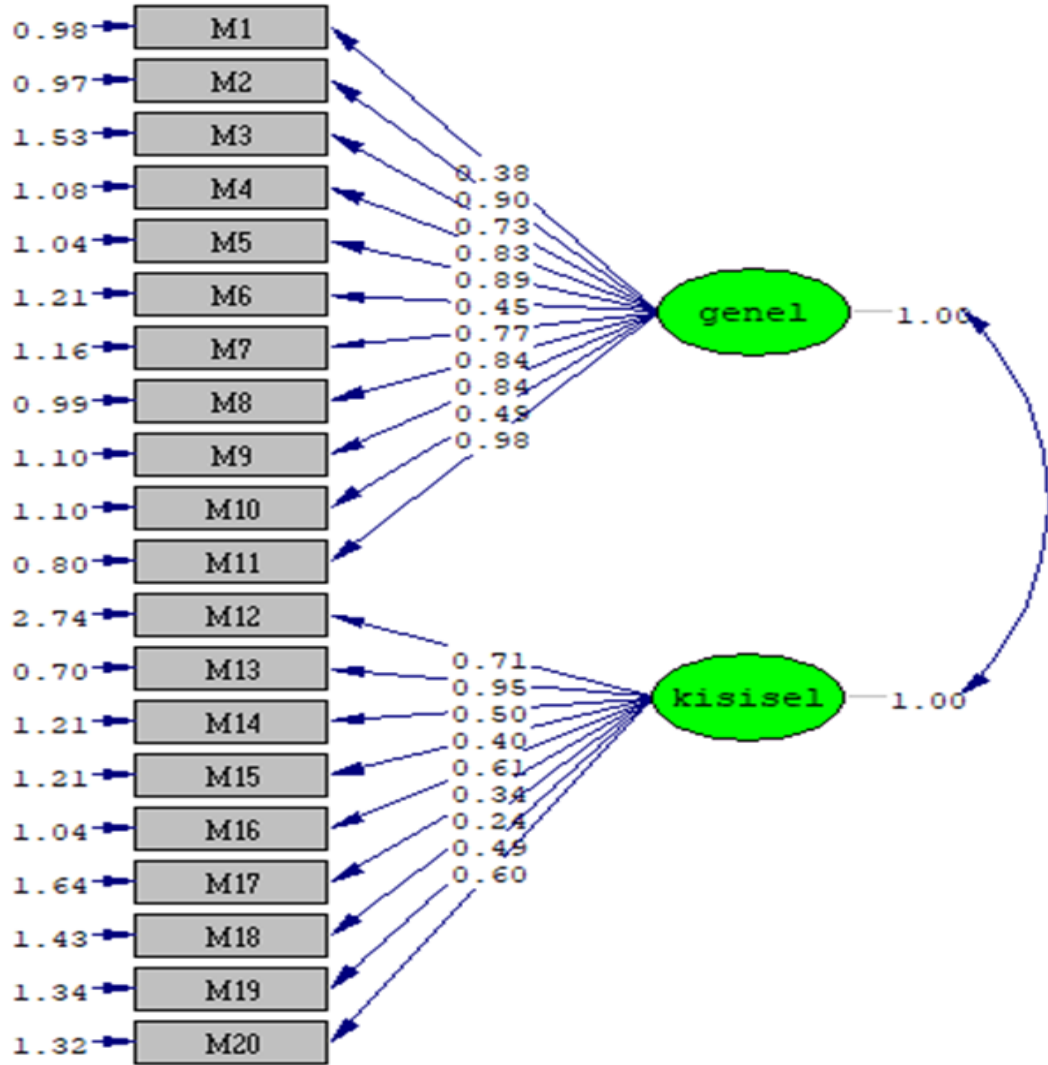 0.98 M1
0.97 M2
1.53 M3
1.08 M4
1.04 M5
1.21 M6
1.16 M7
0.99 M8
1.10 M9
1.10 M10
0.80 M11
2.74 M12
0.70 M13
1.21 M14
1.21 M15
1.04 M16
1.64 M17
1.43 M18
1.34 M19
1.32 M20
0.38
0.90
0.73
0.83
0.89
0.45
0.77
0.84
0.84
0.49
0.98
0.71
0.95
0.50
0.40
0.61
0.34
0.24
0.49
0.60
genel 1.00
kisisel 1.00